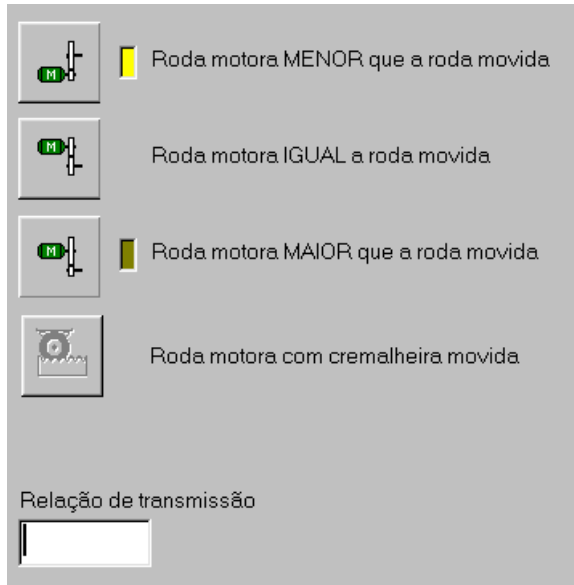 M
Roda motora MENOR que a roda movida
M
Roda motora IGUAL a roda movida
M
Roda motora MAIOR que a roda movida
Roda motora com cremalheira movida
Relação de transmissão